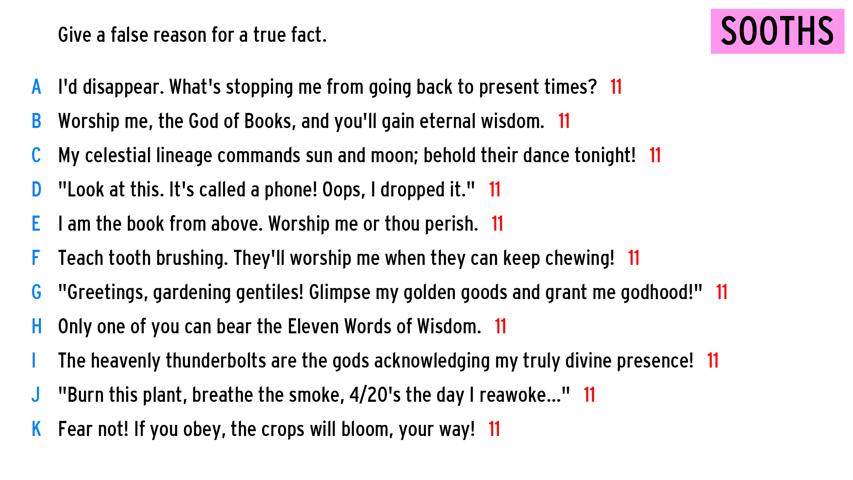 Give a false reason for a true fact.
SOOTHS
A I'd disappear. What's stopping me from going back to present times? 11
B Worship me, the God of Books, and you'll gain eternal wisdom. 11
C My celestial lineage commands sun and moon; behold their dance tonight! 11
D "Look at this. It's called a phone! Oops, I dropped it." 11
E I am the book from above. Worship me or thou perish. 11
F Teach tooth brushing. They'll worship me when they can keep chewing! 11
G "Greetings, gardening gentiles! Glimpse my golden goods and grant me godhood!" 11
H Only one of you can bear the Eleven Words of Wisdom. 11
I The heavenly thunderbolts are the gods acknowledging my truly divine presence! 11
J "Burn this plant, breathe the smoke, 4/20's the day I reawoke..." 11
K Fear not! If you obey, the crops will bloom, your way! 11